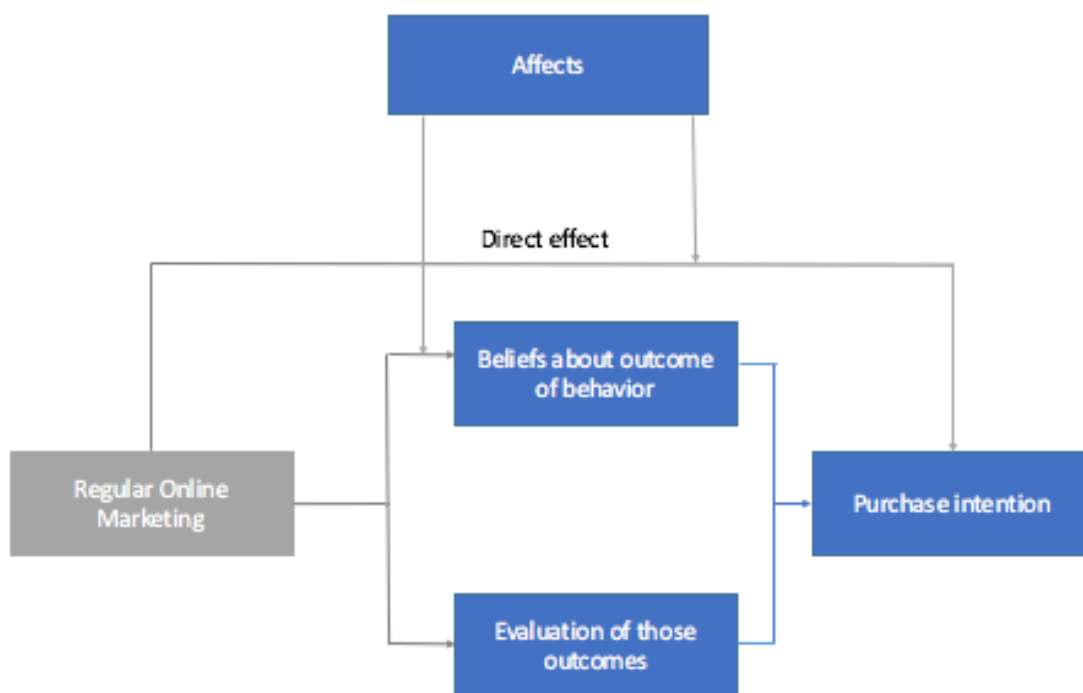 Affects
Direct effect
Beliefs about outcome
of behavior
Regular Online
Marketing
Purchase intention
Evaluation of those
outcomes